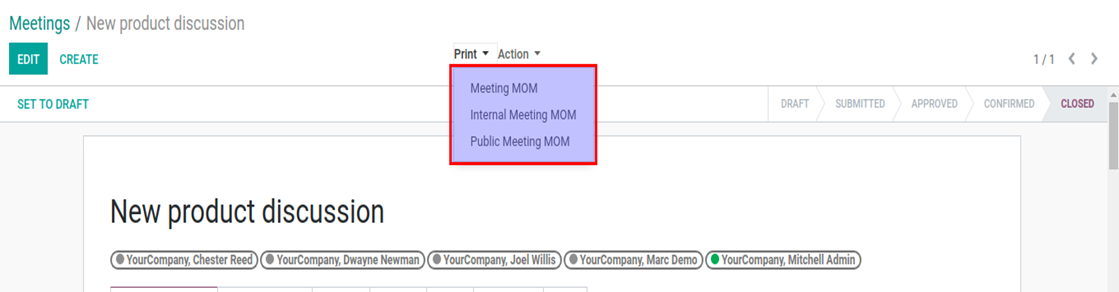 Meetings / New product discussion
EDIT CREATE Print Action 1 / 1
Meeting MOM
SET TO DRAFT DRAFT SUBMITTED APPROVED CONFIRMED CLOSED
Internal Meeting MOM
Public Meeting MOM
New product discussion
YourCompany, Chester Reed YourCompany, Dwayne Newman YourCompany, Joel Willis YourCompany, Marc Demo YourCompany, Mitchell Admin